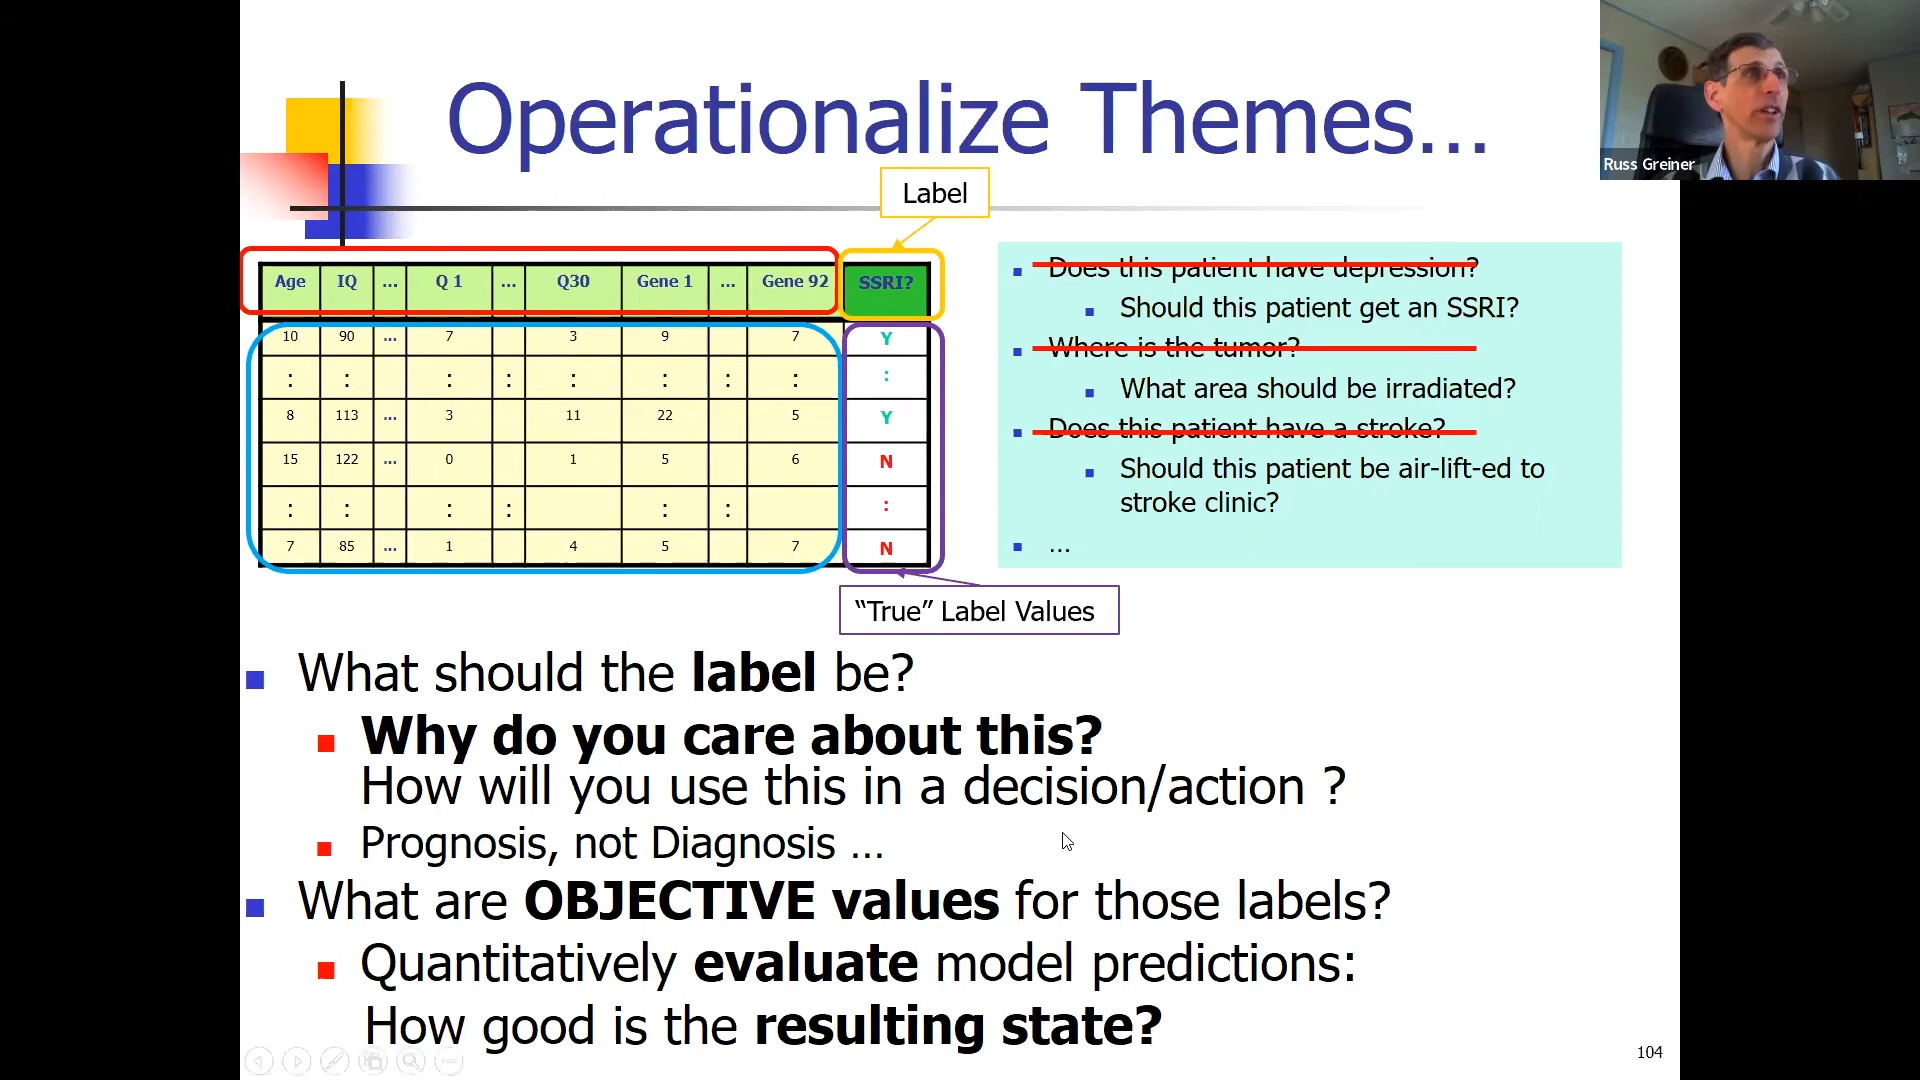 Operationalize Themes...
Russ Greiner
Label
Age IQ ... Q 1 ... Q30 Gene 1 ... Gene 92 SSRI?
10 90 ... 7 3 9 7 Y
: : : : : : : : :
8 113 ... 3 11 22 5 Y
15 122 ... 0 1 5 6 N
: : : : : : :
7 85 ... 1 4 5 7 N
"True" Label Values
Does this patient have depression?
Should this patient get an SSRI?
Where is the tumor?
What area should be irradiated?
Does this patient have a stroke?
Should this patient be air-lift-ed to
stroke clinic?
...
What should the label be?
Why do you care about this?
How will you use this in a decision/action ?
Prognosis, not Diagnosis ...
What are OBJECTIVE values for those labels?
Quantitatively evaluate model predictions:
How good is the resulting state?
104